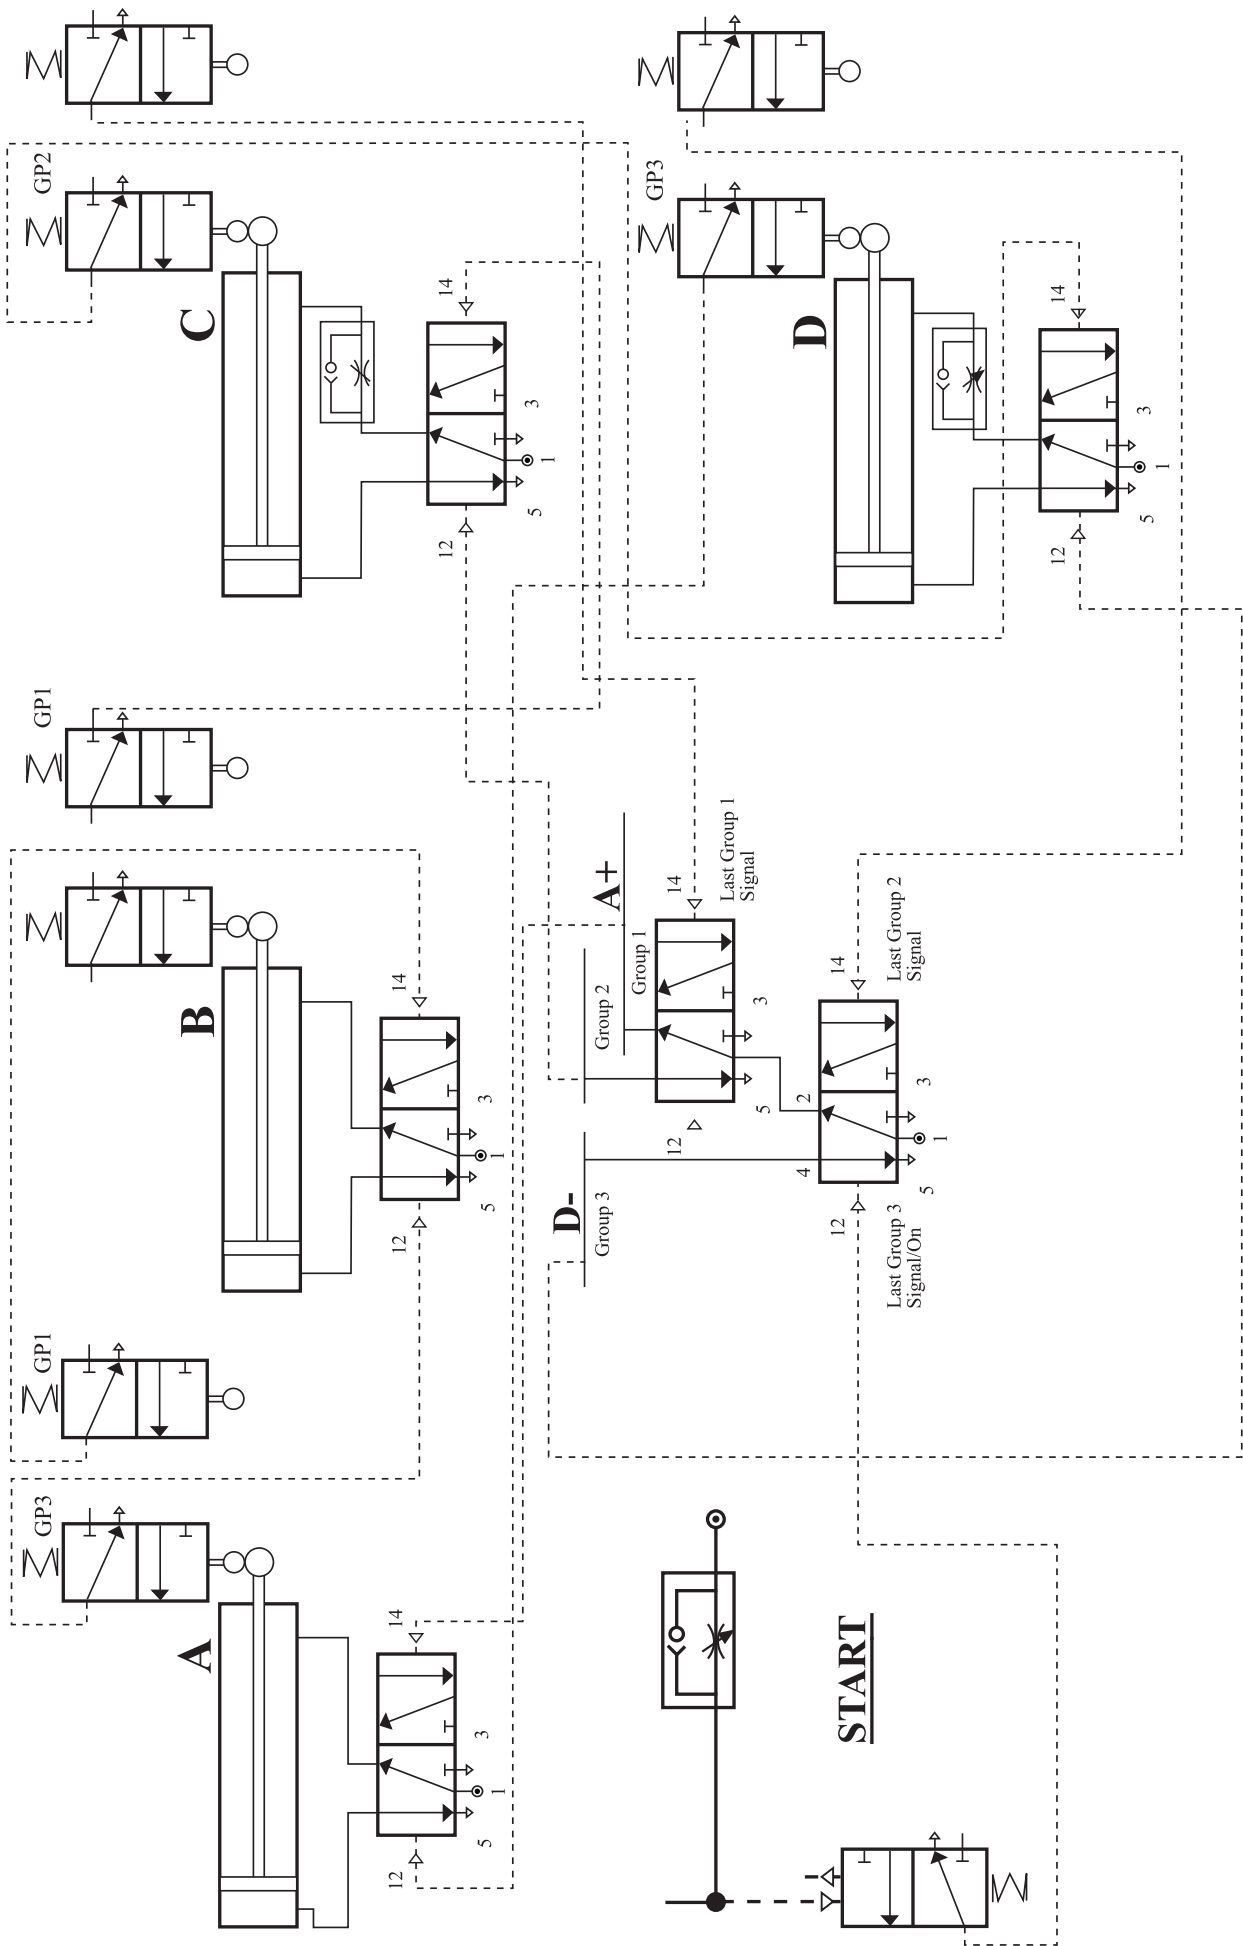 GP3
GP1
GP1
GP2
A
B
C
12
14
5
1
3
12
14
5
1
3
12
14
5
1
3
GP3
D
12
14
5
1
3
D-
Group 3
Group 2
A+
Group 1
12
14
5
3
Last Group 1
Signal
4
2
12
14
5
1
3
Last Group 3
Signal/On
Last Group 2
Signal
START